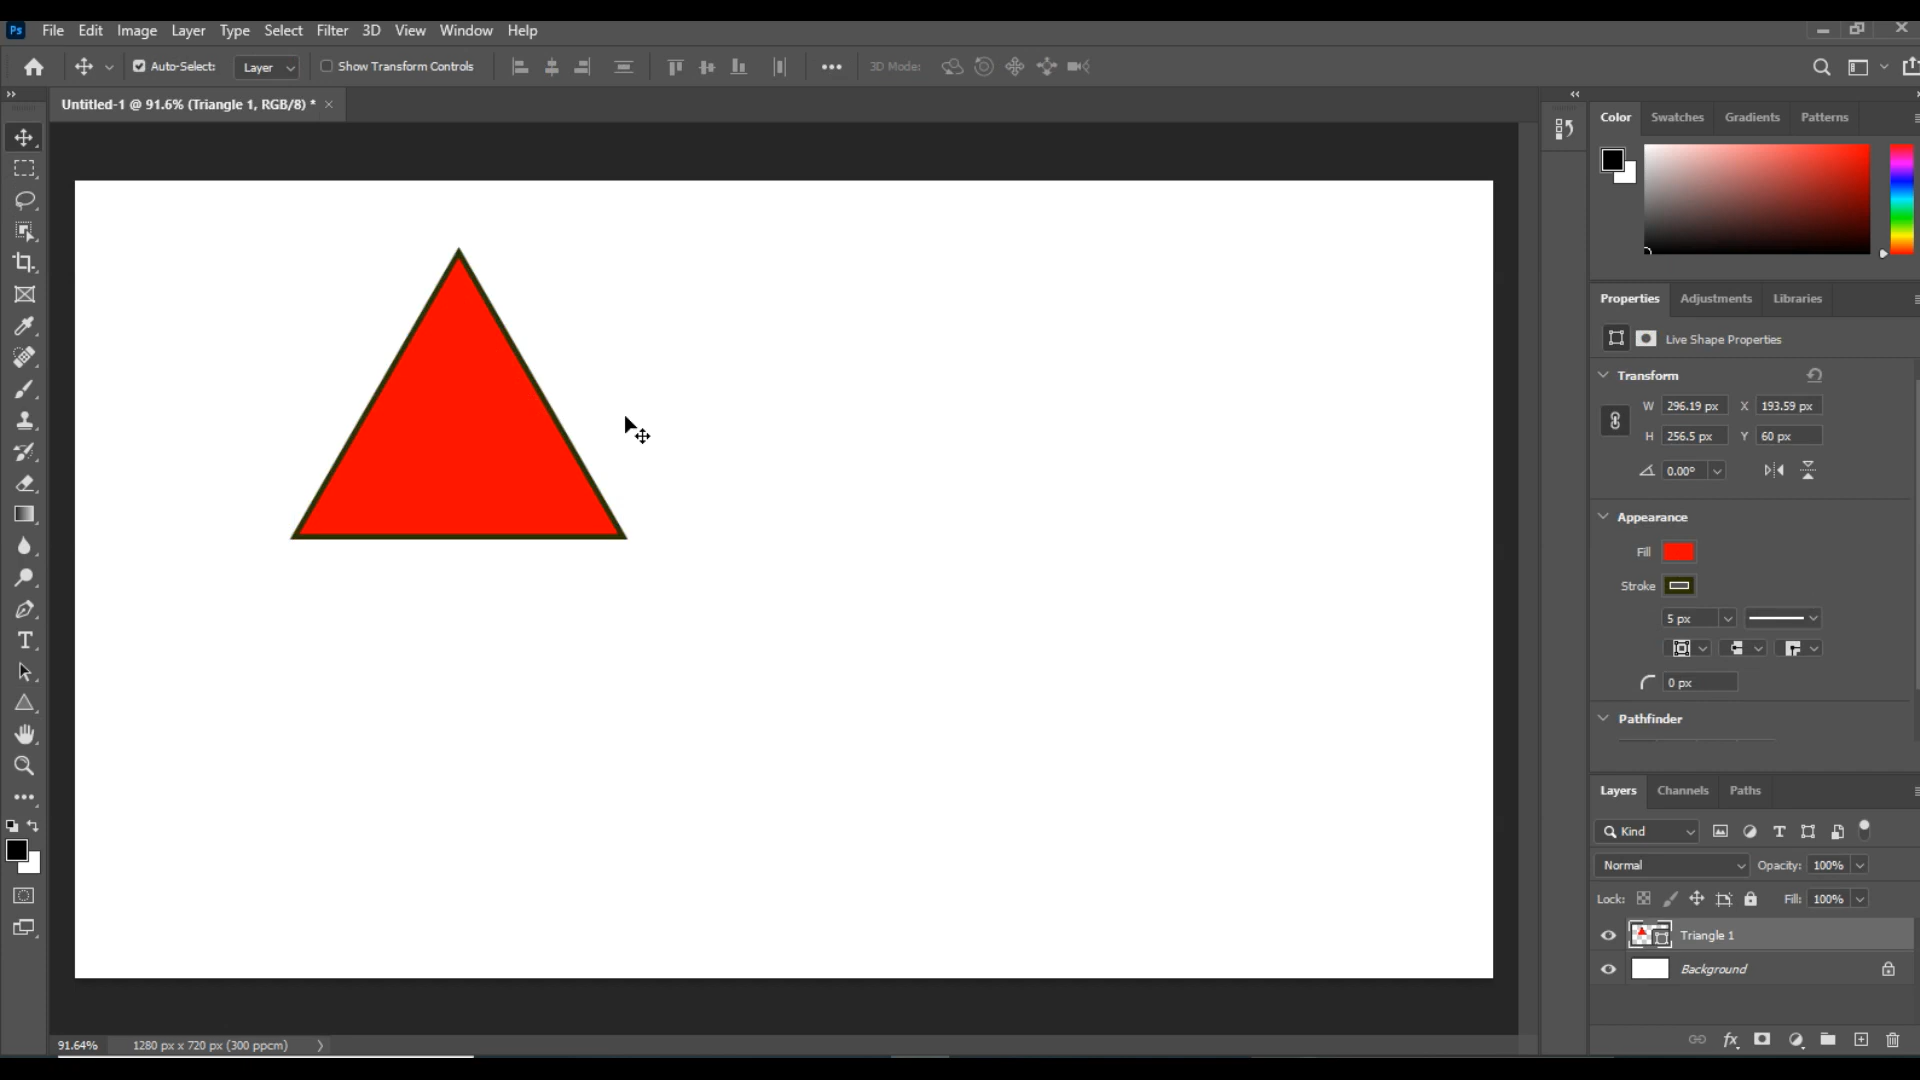 Ps File Edit Image Layer Type Select Filter 3D View Window Help
Auto-Select: Layer Show Transform Controls 3D Mode:
Untitled-1 @ 91.6% (Triangle 1, RGB/8) *
Color Swatches Gradients Patterns
Properties Adjustments Libraries
Live Shape Properties
Transform
W 296.19 px X 193.59 px
H 256.5 px Y 60 px
0.00°
Appearance
Fill
Stroke
5 px
0 px
Pathfinder
Layers Channels Paths
Kind
Normal Opacity: 100%
Lock: Fill: 100%
Triangle 1
Background
91.64% 1280 px x 720 px (300 ppcm)